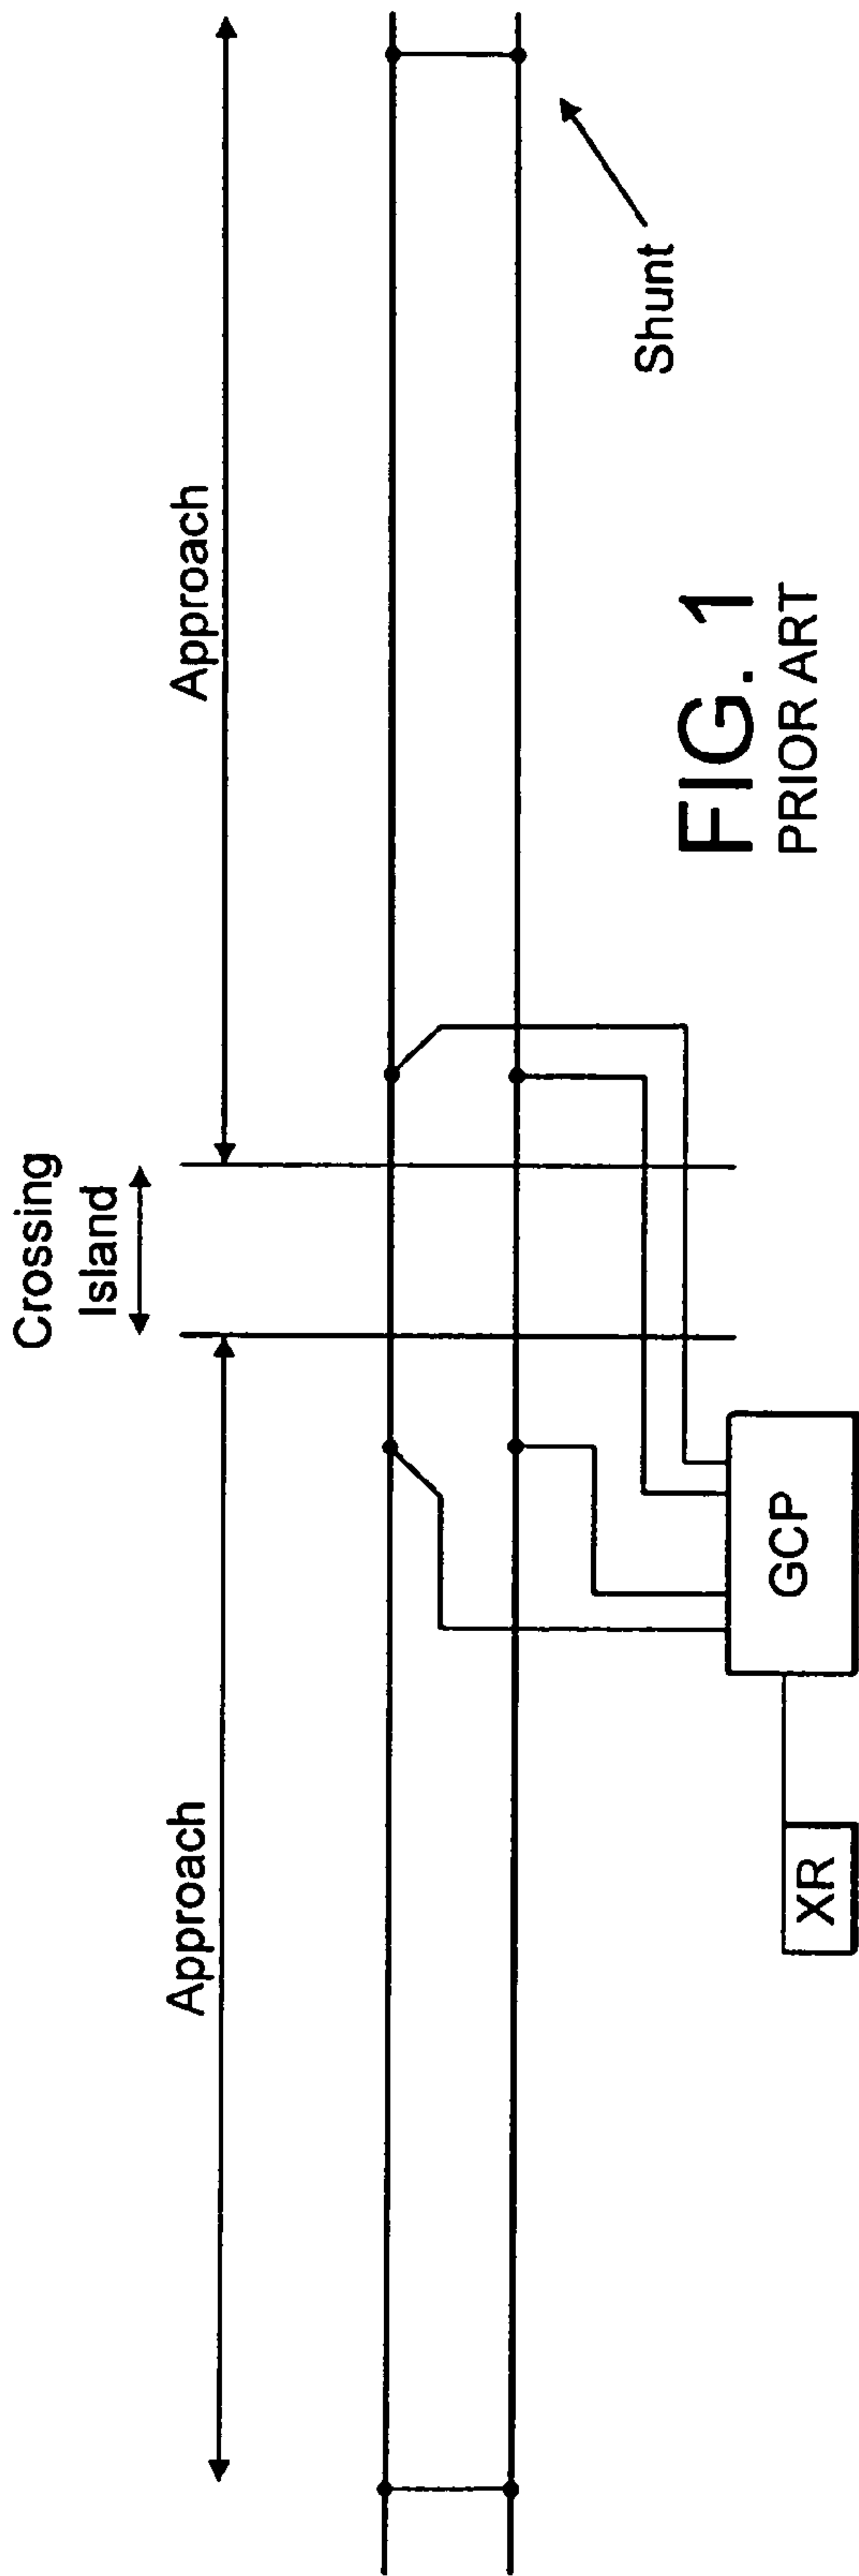 Crossing
Island
Approach
Approach
Shunt
GCP
XR
FIG. 1
PRIOR ART